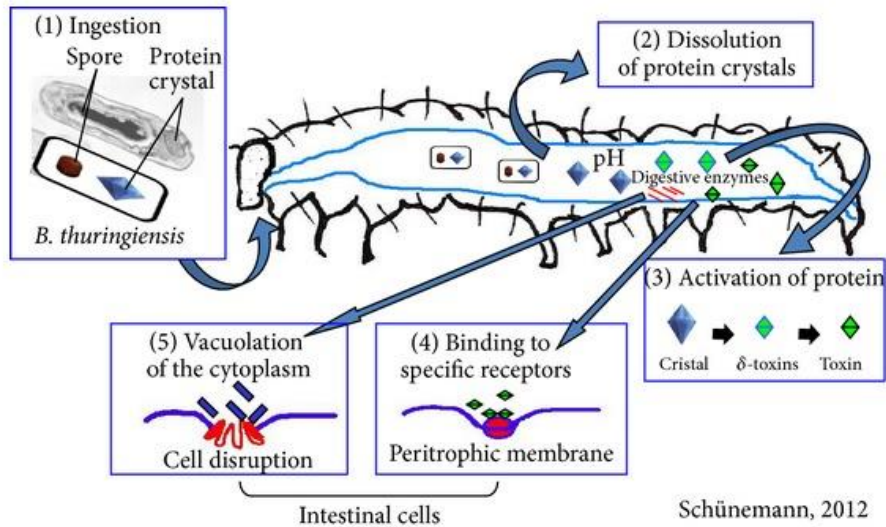 (1) Ingestion
Spore
Protein
crystal
B. thuringiensis
(2) Dissolution
of protein crystals
pH
Digestive enzymes
(3) Activation of protein
Cristal
δ-toxins
Toxin
(5) Vacuolation
of the cytoplasm
Cell disruption
(4) Binding to
specific receptors
Peritrophic membrane
Intestinal cells
Schünemann, 2012